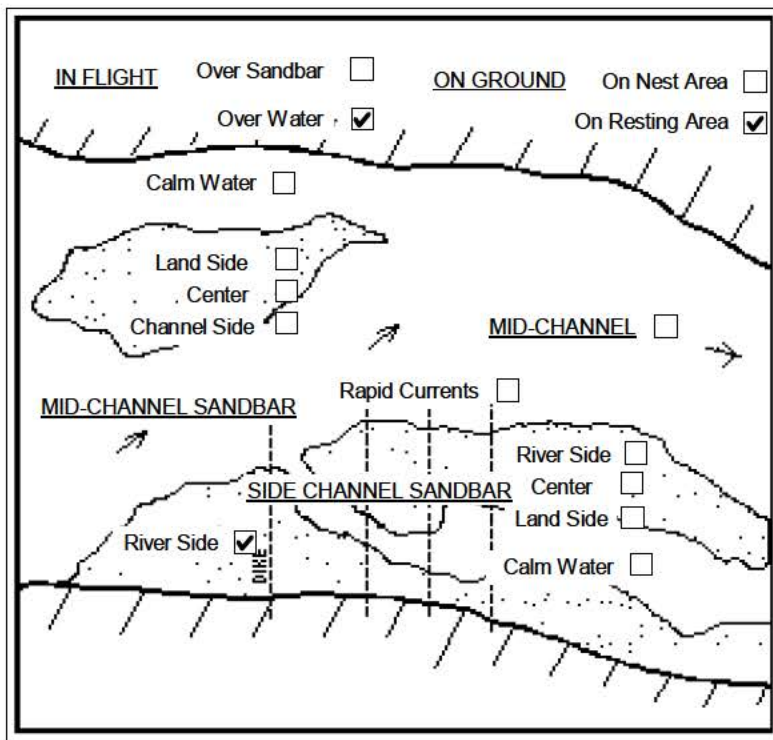 IN FLIGHT
Over Sandbar
ON GROUND
On Nest Area
Over Water
On Resting Area
Calm Water
Land Side
Center
Channel Side
MID-CHANNEL
Rapid Currents
MID-CHANNEL SANDBAR
River Side
SIDE CHANNEL SANDBAR
Center
Land Side
River Side
DIKE
Calm Water